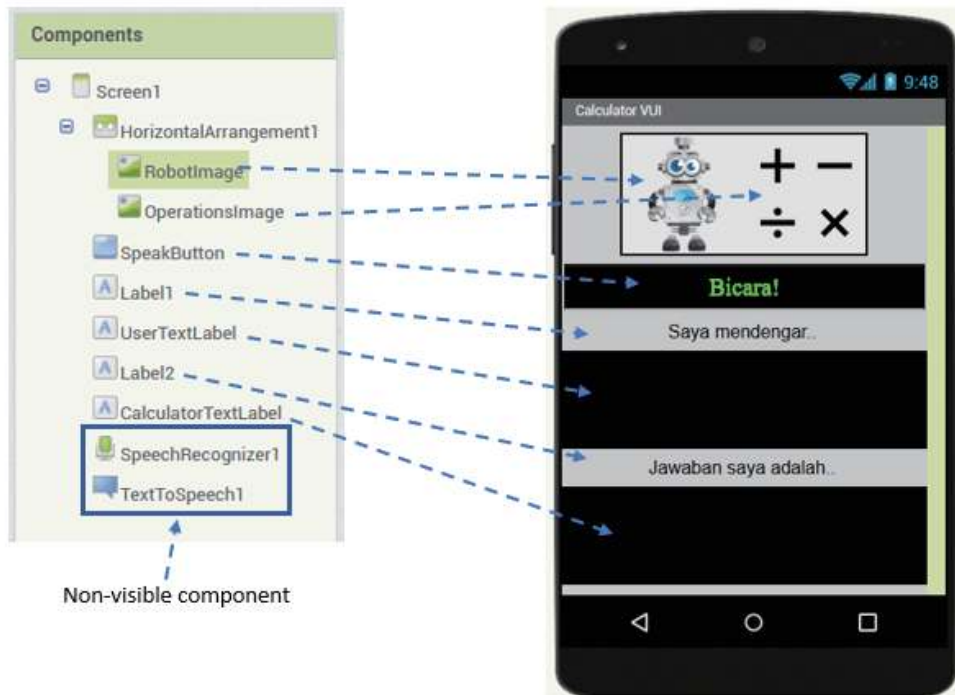 Components
Screen1
HorizontalArrangement1
RobotImage
OperationsImage
SpeakButton
Label1
UserTextLabel
Label2
CalculatorTextLabel
SpeechRecognizer1
TextToSpeech1
Non-visible component
9:48
Calculator VUI
+ −
÷ ×
Bicara!
Saya mendengar..
Jawaban saya adalah..